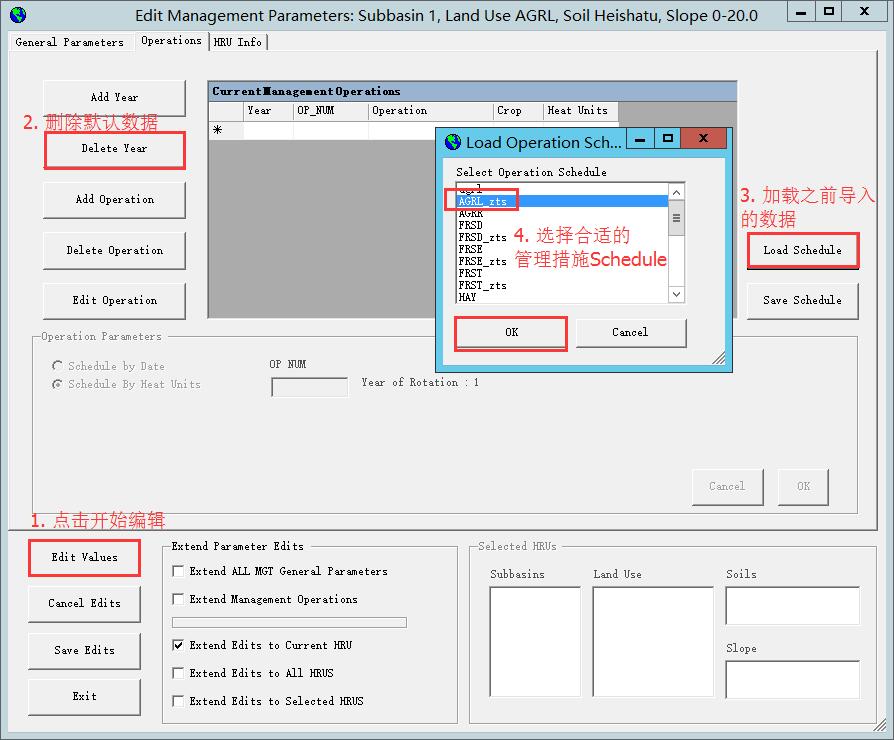 Edit Management Parameters: Subbasin 1, Land Use AGRL, Soil Heishatu, Slope 0-20.0
General Parameters Operations HRU Info
Add Year
2. 删除默认数据
Delete Year
Add Operation
Delete Operation
Edit Operation
Current Management Operations
Year OP_NUM Operation Crop Heat Units
Load Operation Sch...
Select Operation Schedule
agrl
AGRL_zts
AGRR
FRSD
FRSD_zts
FRSE
FRSE_zts
FRST
FRST_zts
HAY
4. 选择合适的
管理措施Schedule
OK Cancel
3. 加载之前导入
的数据
Load Schedule
Save Schedule
Operation Parameters
Schedule by Date
Schedule By Heat Units
OP NUM
Year of Rotation : 1
Cancel OK
1. 点击开始编辑
Edit Values
Cancel Edits
Save Edits
Exit
Extend Parameter Edits
Extend ALL MGT General Parameters
Extend Management Operations
Extend Edits to Current HRU
Extend Edits to All HRUS
Extend Edits to Selected HRUS
Selected HRUs
Subbasins Land Use Soils
Slope